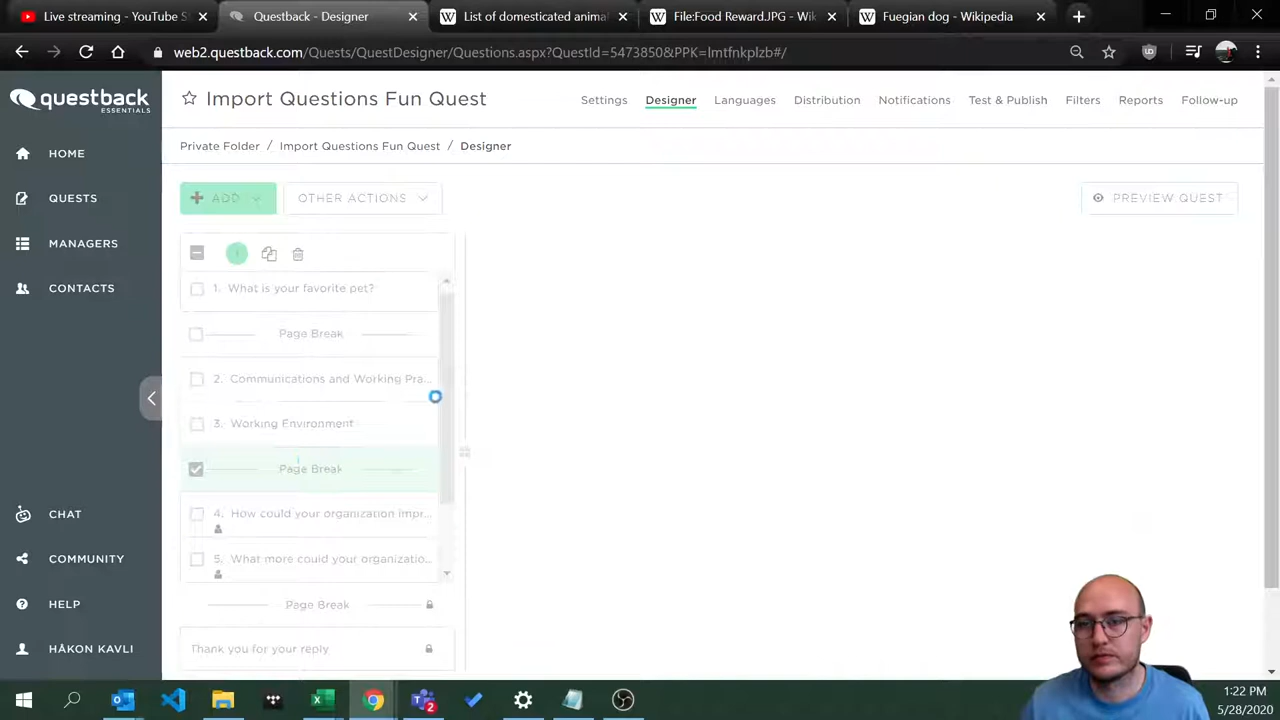 Live streaming - YouTube S
Questback - Designer
List of domesticated anima
File:Food reward.JPG - Wik
Fuegian dog - Wikipedia
web2.questback.com/Quests/QuestDesigner/Questions.aspx?QuestId=5473850&PPK=lmtfnkplzb#/
questback
ESSENTIALS
Import Questions Fun Quest
Settings
Designer
Languages
Distribution
Notifications
Test & Publish
Filters
Reports
Follow-up
HOME
Private Folder / Import Questions Fun Quest / Designer
QUESTS
ADD
OTHER ACTIONS
PREVIEW QUEST
MANAGERS
CONTACTS
1. What is your favorite pet?
Page Break
2. Communications and Working Pra...
3. Working Environment
Page Break
4. How could your organization impr...
5. What more could your organizatio...
Page Break
Thank you for your reply
CHAT
COMMUNITY
HELP
HÅKON KAVLI
2
1:22 PM
5/28/2020